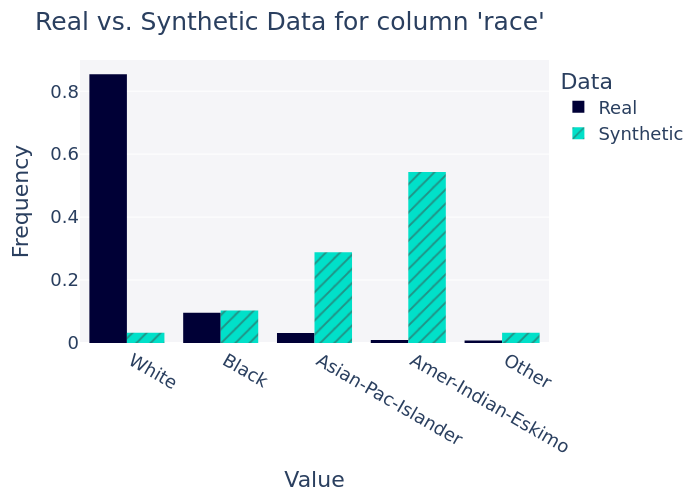 Real vs. Synthetic Data for column 'race'
Data
Real
Synthetic
Frequency
0.8
0.6
0.4
0.2
0
White
Black
Asian-Pac-Islander
Amer-Indian-Eskimo
Other
Value